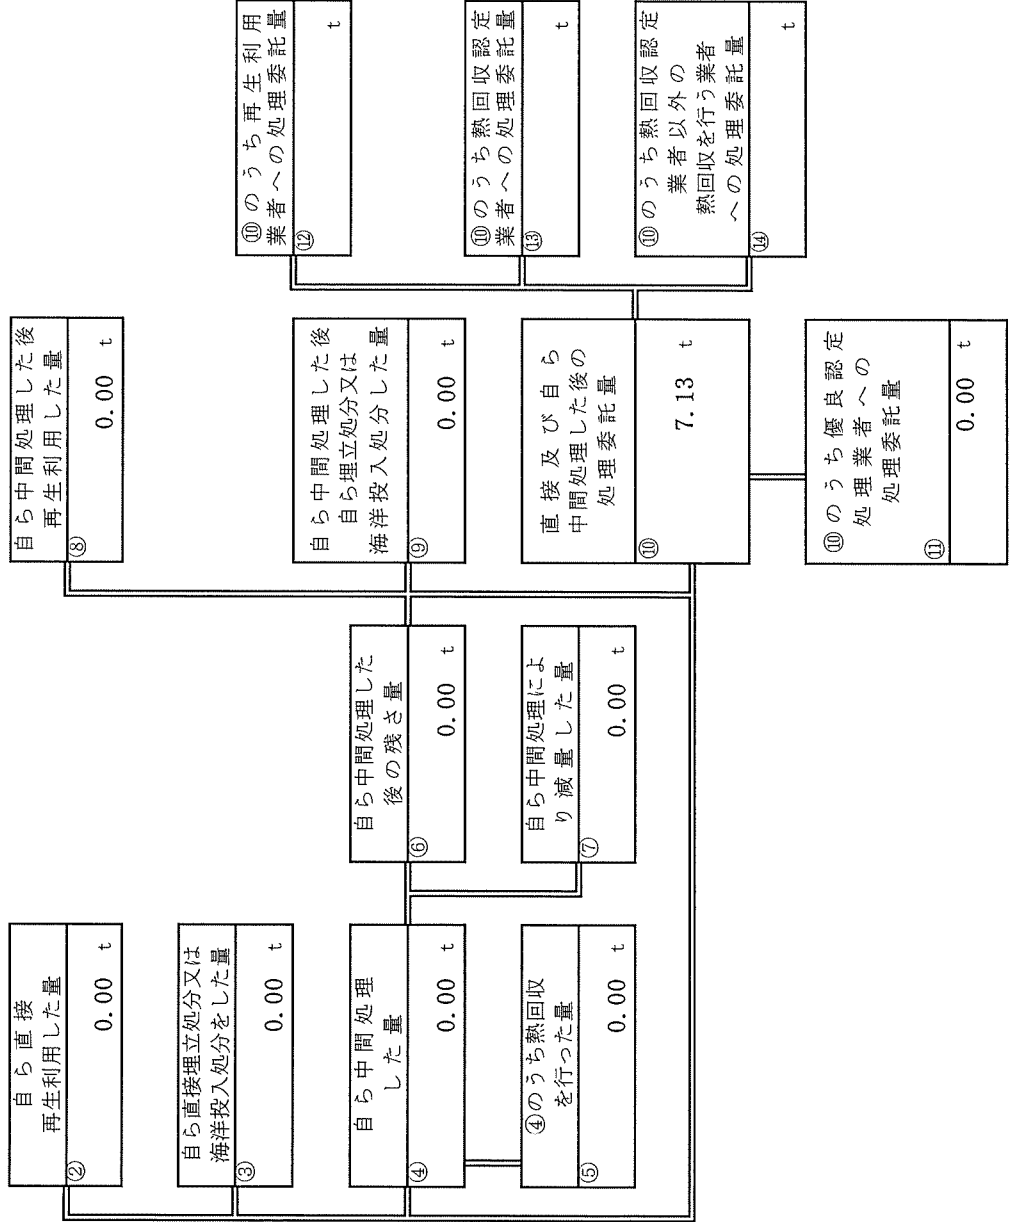 自ら直接
再生利用した量
②
0.00 t
自ら直接埋立処分又は
海洋投入処分をした量
③
0.00 t
自ら中間処理
した量
④
0.00 t
④のうち熱回収
を行った量
⑤
0.00 t
自ら中間処理した
後の残さ量
⑥
0.00 t
自ら中間処理によ
り減量した量
⑦
0.00 t
自ら中間処理した後
再生利用した量
⑧
0.00 t
自ら中間処理した後
自ら埋立処分又は
海洋投入処分した量
⑨
0.00 t
直接及び自ら
中間処理した後の
処理委託量
⑩
7.13 t
⑩のうち優良認定
処理業者への
処理委託量
⑪
0.00 t
⑩のうち再生利用
業者への処理委託量
⑫
t
⑩のうち熱回収認定
業者への処理委託量
⑬
t
⑩のうち熱回収認定
業者以外の
熱回収を行う業者
への処理委託量
⑭
t